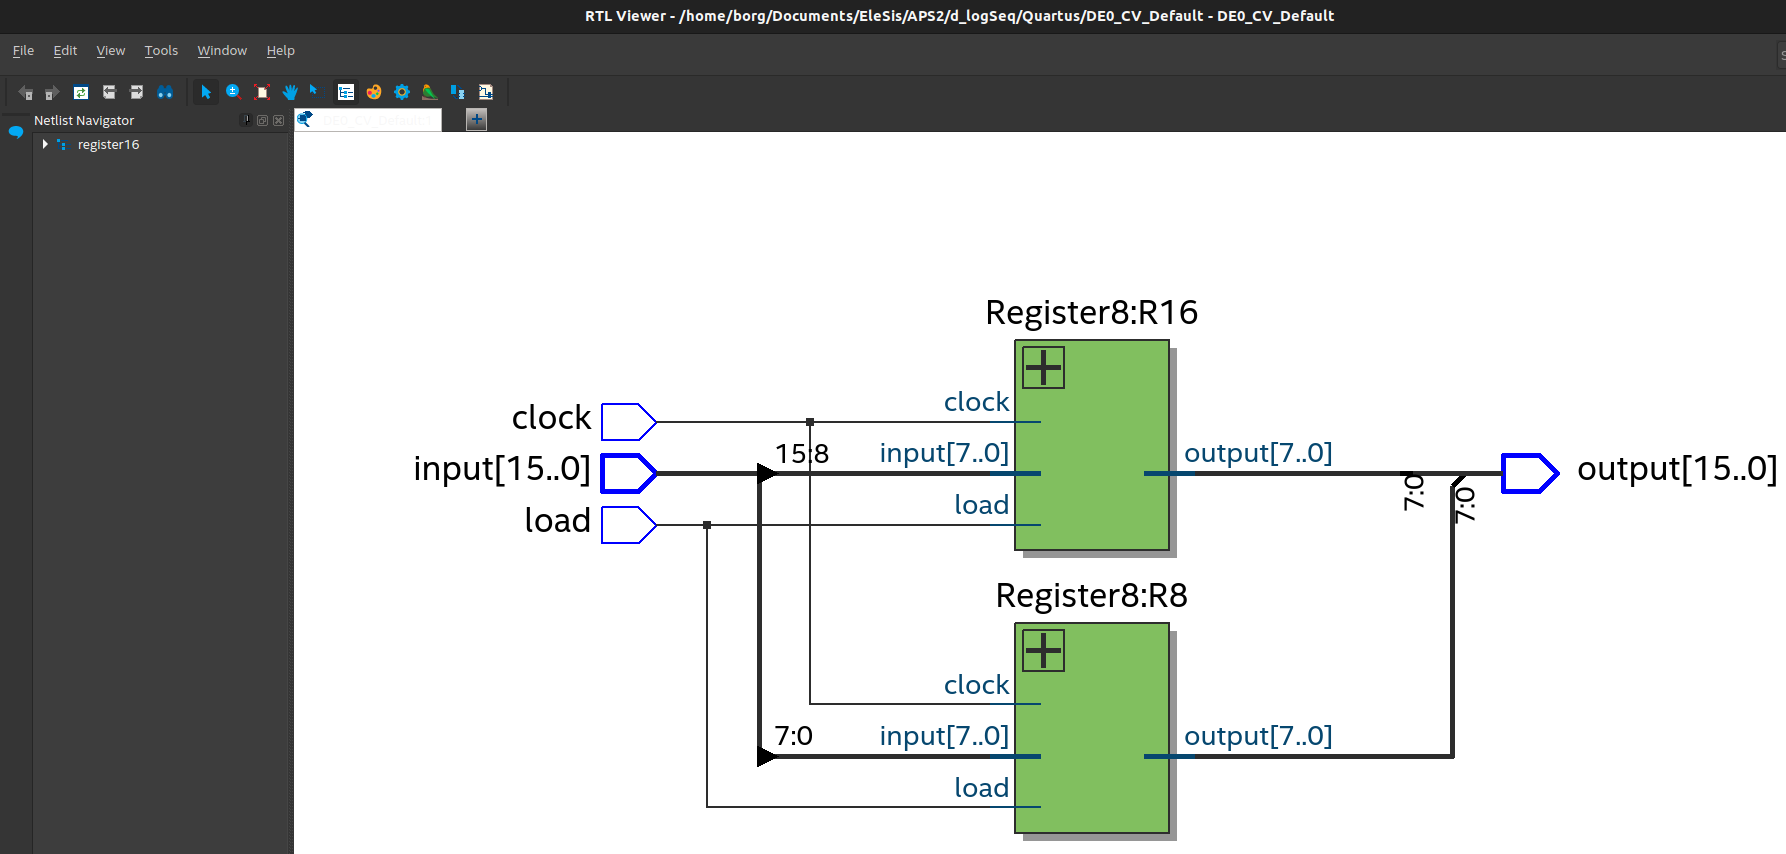 RTL Viewer - /home/borg/Documents/EleSis/APS2/d_logSeq/Quartus/DE0_CV_Default - DE0_CV_Default
File Edit View Tools Window Help
Netlist Navigator
register16
Register8:R16
clock
clock
15:8
input[15..0]
input[7..0]
output[7..0]
output[15..0]
load
load
7:0
7:0
Register8:R8
clock
7:0
input[7..0]
output[7..0]
load